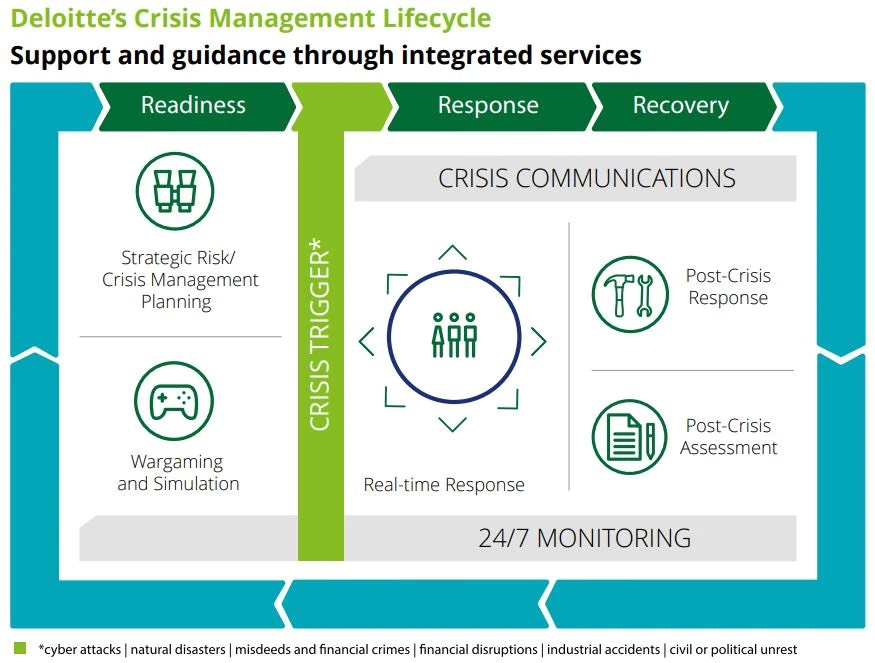 Deloitte's Crisis Management Lifecycle
Support and guidance through integrated services
Readiness
Response
Recovery
Strategic Risk/
Crisis Management
Planning
Wargaming
and Simulation
CRISIS TRIGGER*
CRISIS COMMUNICATIONS
Real-time Response
Post-Crisis
Response
Post-Crisis
Assessment
24/7 MONITORING
*cyber attacks | natural disasters | misdeeds and financial crimes | financial disruptions | industrial accidents | civil or political unrest